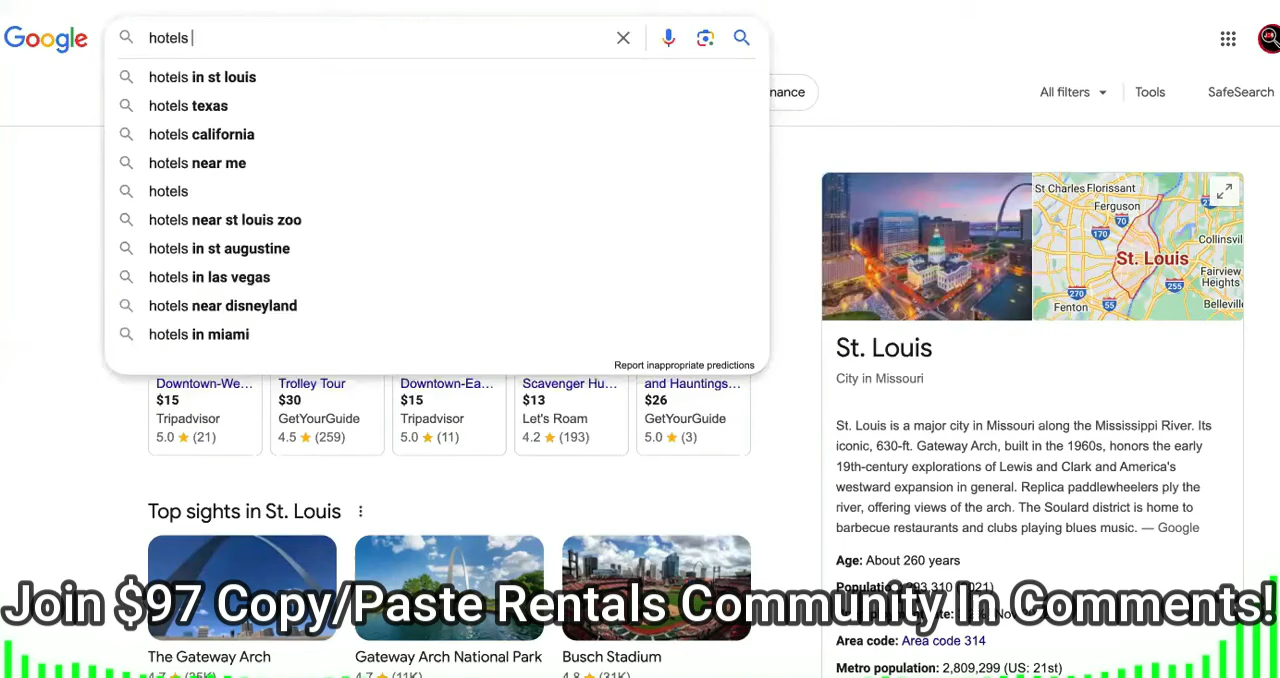 Google
hotels
hotels in st louis
hotels texas
hotels california
hotels near me
hotels
hotels near st louis zoo
hotels in st augustine
hotels in las vegas
hotels near disneyland
hotels in miami
Report inappropriate predictions
nance
All filters
Tools
SafeSearch
Downtown-We...
$15
Tripadvisor
5.0 ★ (21)
Trolley Tour
$30
GetYourGuide
4.5 ★ (259)
Downtown-Ea...
$15
Tripadvisor
5.0 ★ (11)
Scavenger Hu...
$13
Let's Roam
4.2 ★ (193)
and Hauntings...
$26
GetYourGuide
5.0 ★ (3)
Top sights in St. Louis
The Gateway Arch
Gateway Arch National Park
Busch Stadium
St Charles
Florissant
Ferguson
70
170
Collinsvil
St. Louis
Fairview
Heights
270
255
55
Fenton
Bellevill
St. Louis
City in Missouri
St. Louis is a major city in Missouri along the Mississippi River. Its
iconic, 630-ft. Gateway Arch, built in the 1960s, honors the early
19th-century explorations of Lewis and Clark and America's
westward expansion in general. Replica paddlewheelers ply the
river, offering views of the arch. The Soulard district is home to
barbecue restaurants and clubs playing blues music. — Google
Age: About 260 years
Area code: Area code 314
Metro population: 2,809,299 (US: 21st)
Join $97 Copy/Paste Rentals Community In Comments!